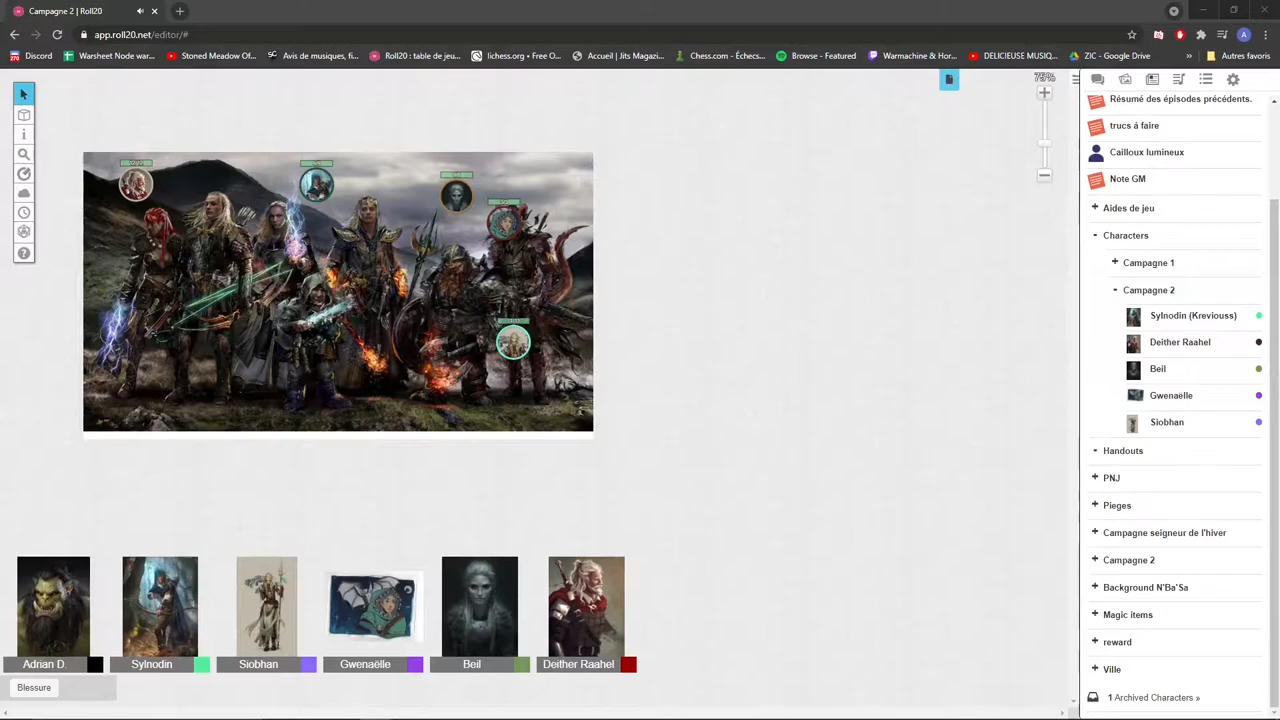 Campagne 2 | Roll20
app.roll20.net/editor/#
Discord
Warsheet Node war...
Stoned Meadow Of...
Avis de musiques, fi...
Roll20 : table de jeu...
lichess.org • Free O...
Accueil | Jits Magazi...
Chess.com - Échecs...
Browse - Featured
Warmachine & Hor...
DELICIEUSE MUSIQ...
ZIC - Google Drive
»
Autres favoris
75%
Résumé des épisodes précédents.
trucs à faire
Cailloux lumineux
Note GM
Aides de jeu
Characters
Campagne 1
Campagne 2
Sylnodin (Kreviouss)
Deither Raahel
Beil
Gwenaëlle
Siobhan
Handouts
PNJ
Pieges
Campagne seigneur de l'hiver
Campagne 2
Background N'Ba'Sa
Magic items
reward
Ville
1 Archived Characters »
Adrian D.
Sylnodin
Siobhan
Gwenaëlle
Beil
Deither Raahel
Blessure